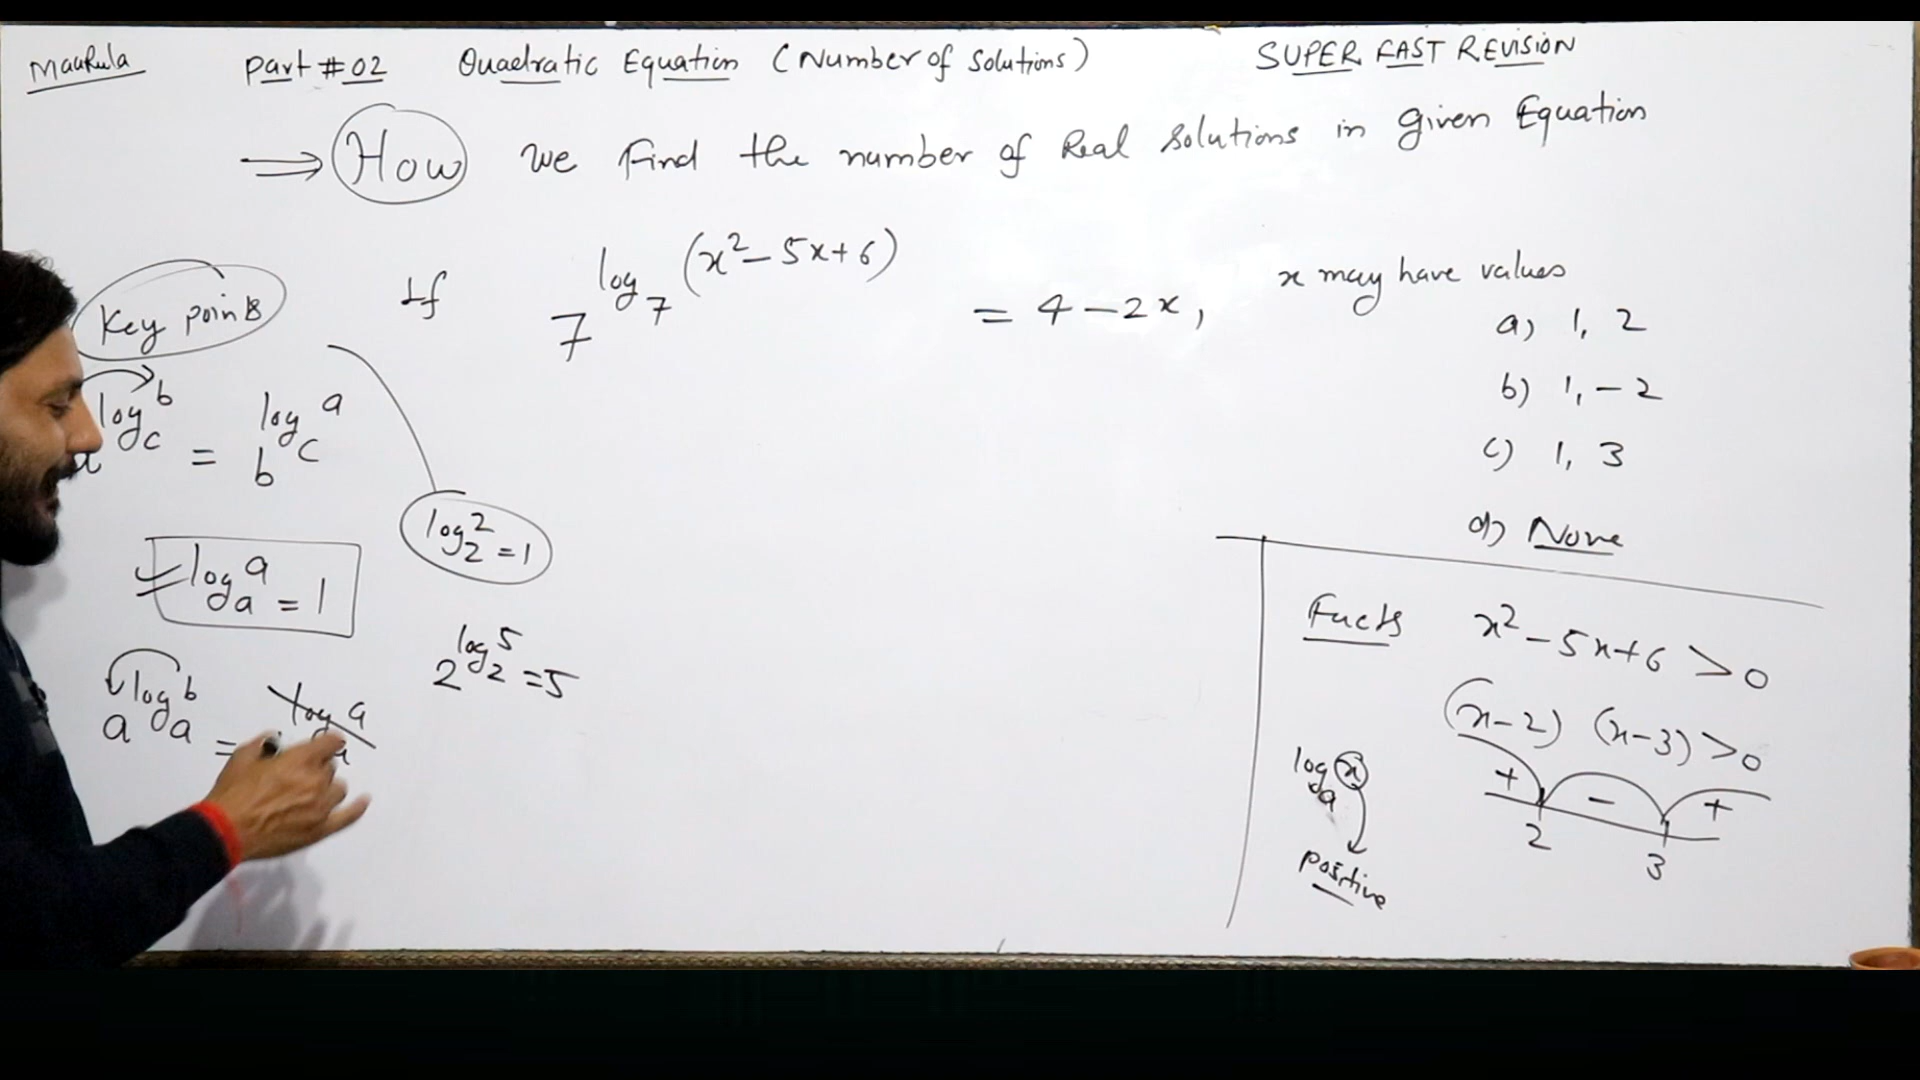 Maarula Part #02 Quadratic Equation (Number of Solutions) SUPER FAST REVISION
⇒ How we find the number of Real solutions in given Equation
Key points
If 7^log_7(x²-5x+6) = 4-2x, x may have values
a) 1, 2
b) 1, -2
c) 1, 3
d) None
a^log_c b = b^log_c a
log_2 2 = 1
log_a a = 1
2^log_2 5 = 5
a^log_a b =
Facts x²-5x+6 > 0
(x-2) (x-3) > 0
+ - +
2 3
log_a x
positive